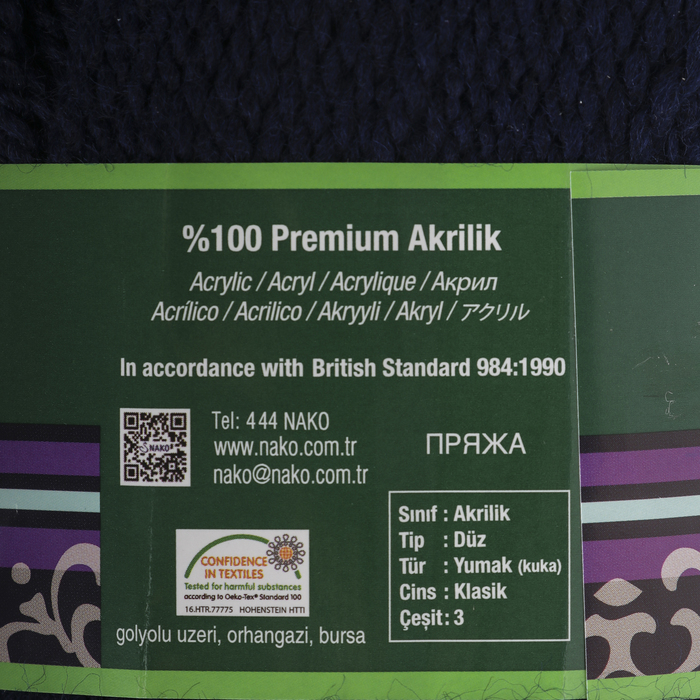 %100 Premium Akrilik
Acrylic / Acryl / Acrylique / Акрил
Acrílico / Acrilico / Akryyli / Akryl / アクリル
In accordance with British Standard 984:1990
NAKO
Tel: 444 NAKO
www.nako.com.tr
nako@nako.com.tr
ПРЯЖА
Sınıf : Akrilik
Tip : Düz
Tür : Yumak (kuka)
Cins : Klasik
Çeşit : 3
CONFIDENCE
IN TEXTILES
Tested for harmful substances
according to Oeko-Tex® Standard 100
16.HTR.77775 HOHENSTEIN HTTI
golyolu uzeri, orhangazi, bursa